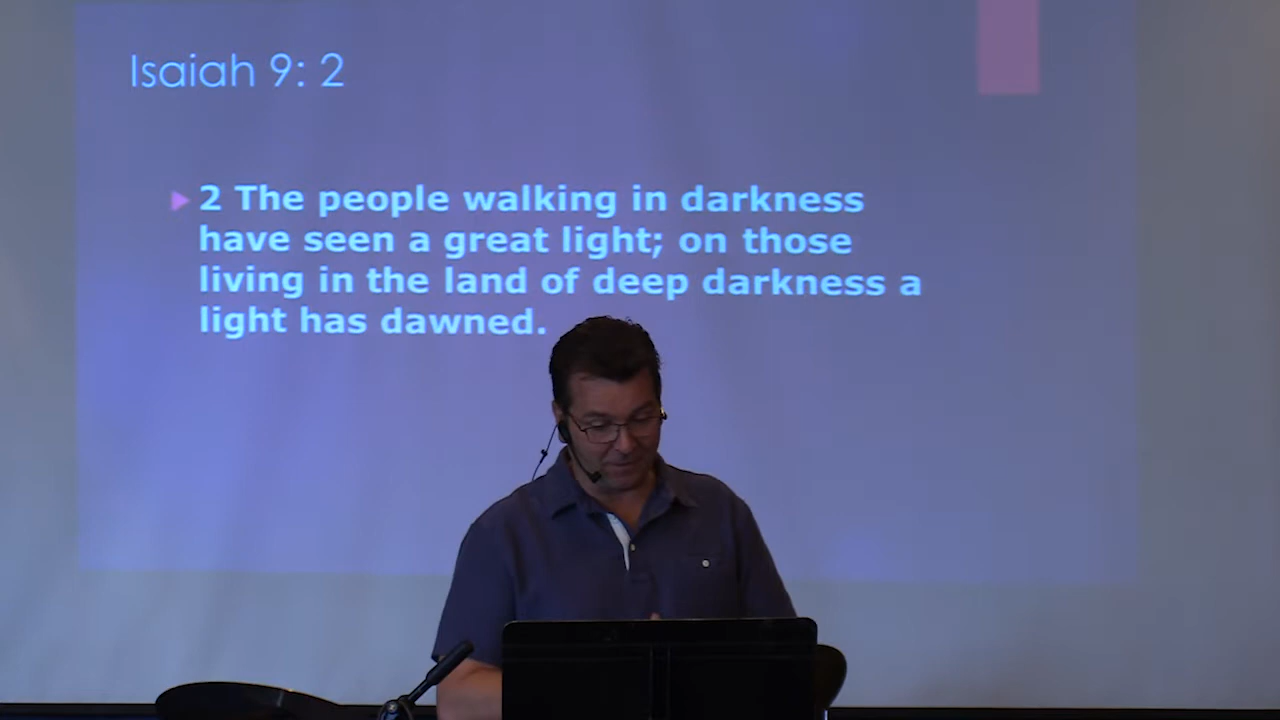 Isaiah 9: 2
2 The people walking in darkness
have seen a great light; on those
living in the land of deep darkness a
light has dawned.